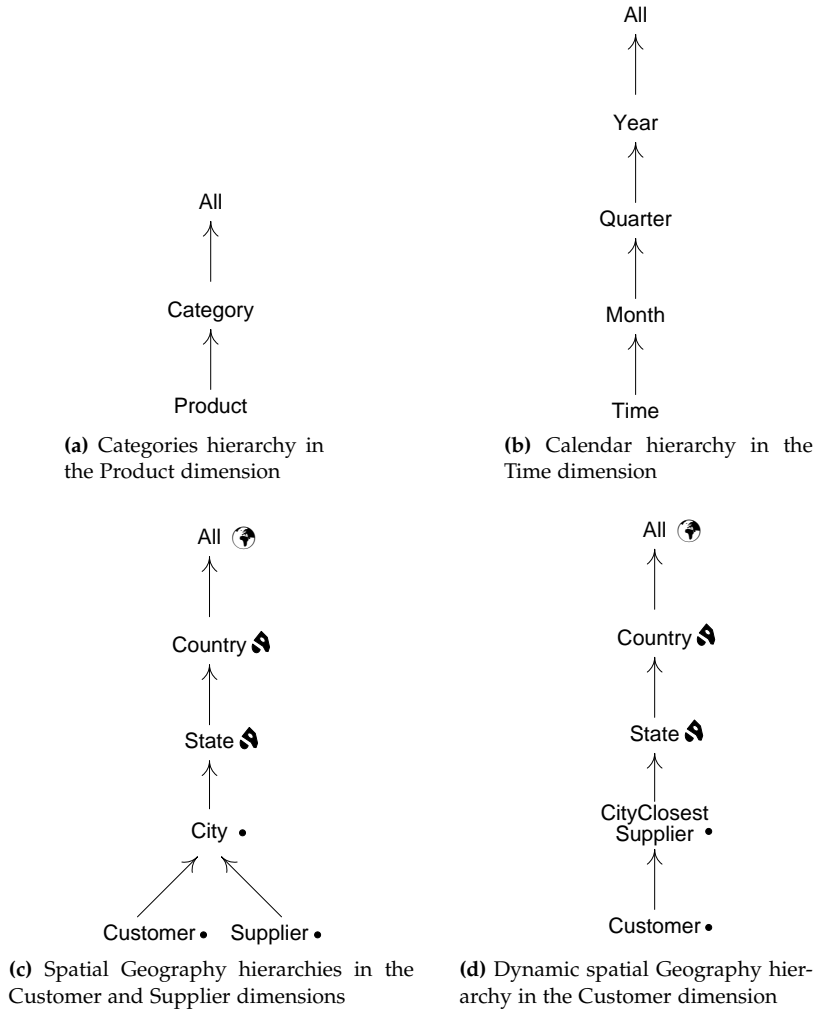 All
Year
Quarter
Month
Time
All
Category
Product
(a) Categories hierarchy in
the Product dimension
(b) Calendar hierarchy in the
Time dimension
All
Country
State
City
Customer Supplier
(c) Spatial Geography hierarchies in the
Customer and Supplier dimensions
All
Country
State
CityClosest
Supplier
Customer
(d) Dynamic spatial Geography hier-
archy in the Customer dimension